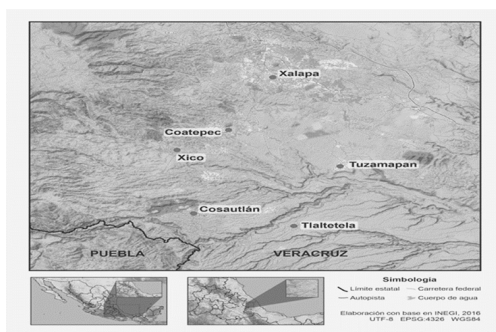 Xalapa
Coatepec
Xico
Tuzamapan
Cosautlán
Tlaltetela
PUEBLA
VERACRUZ
Simbología
Límite estatal
Carretera federal
Autopista
Cuerpo de agua
Elaboración con base en INEGI, 2016
UTF-8 EPSG:4326 WGS84